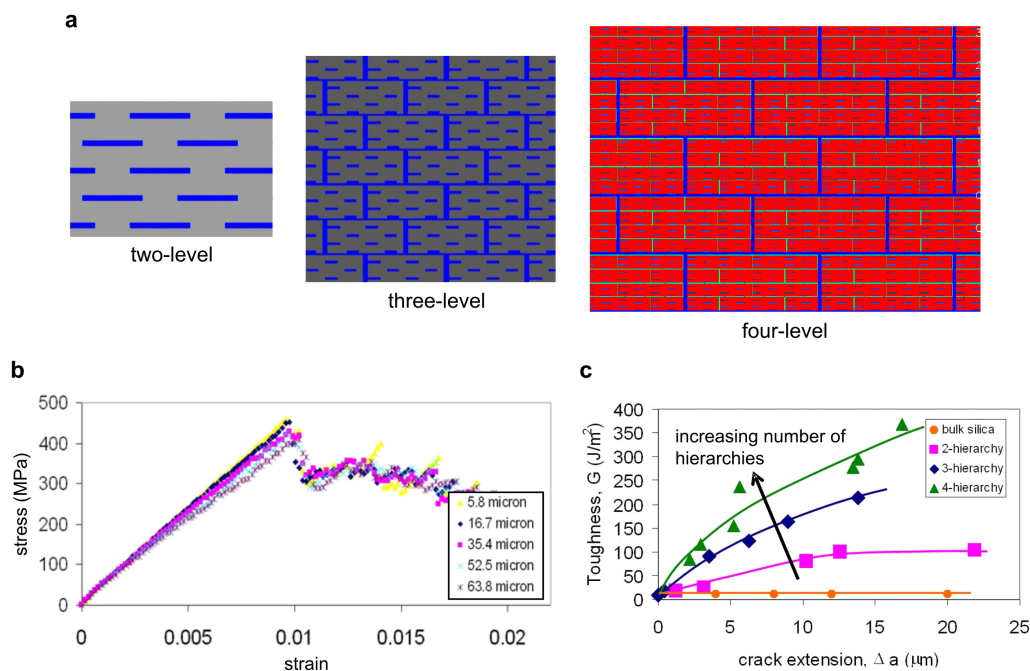 a
two-level
three-level
four-level
b
500
400
300
200
100
0
stress (MPa)
0
0.005
0.01
0.015
0.02
strain
5.8 micron
16.7 micron
35.4 micron
52.5 micron
63.8 micron
c
400
350
300
250
200
150
100
50
0
Toughness, G (J/m²)
0
5
10
15
20
25
crack extension, Δ a (μm)
increasing number of
hierarchies
bulk silica
2-hierarchy
3-hierarchy
4-hierarchy